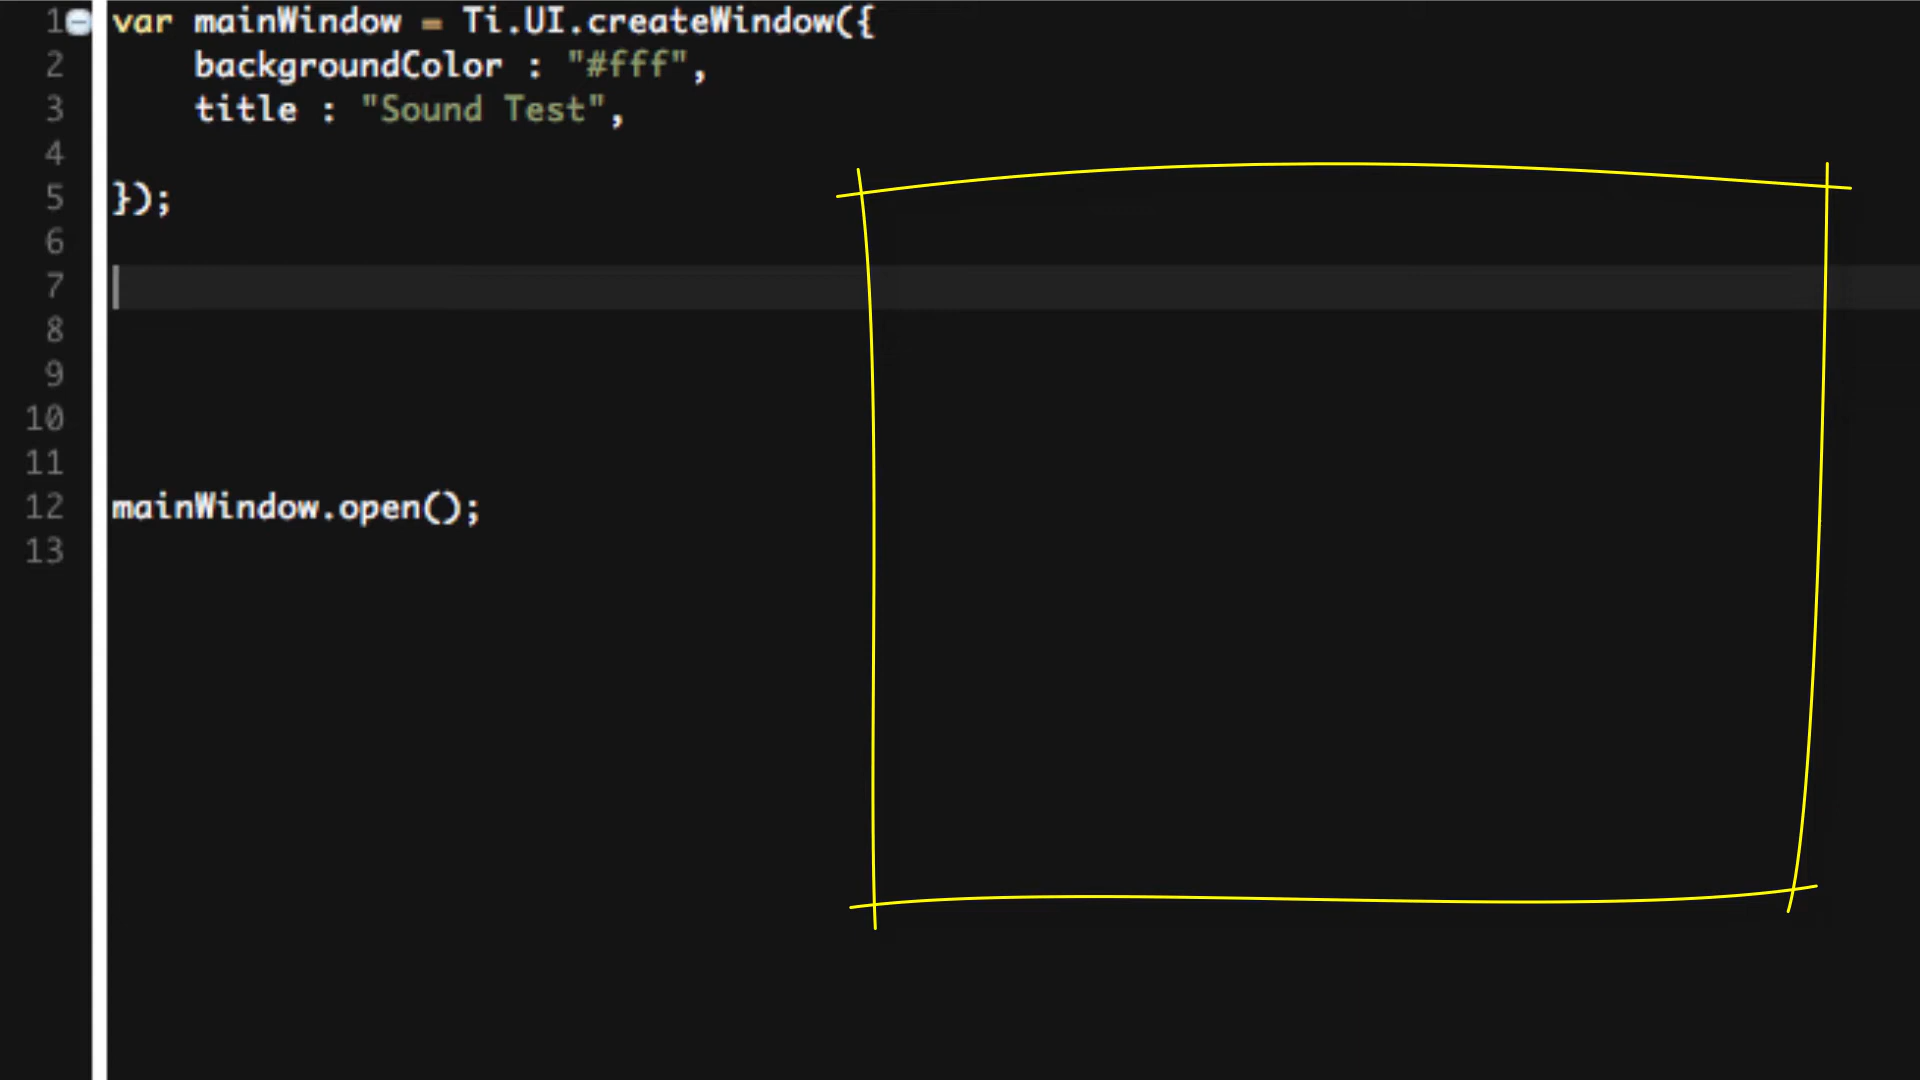 1 var mainWindow = Ti.UI.createWindow({
2 backgroundColor : "#fff",
3 title : "Sound Test",
4
5 });
6
7
8
9
10
11
12 mainWindow.open();
13